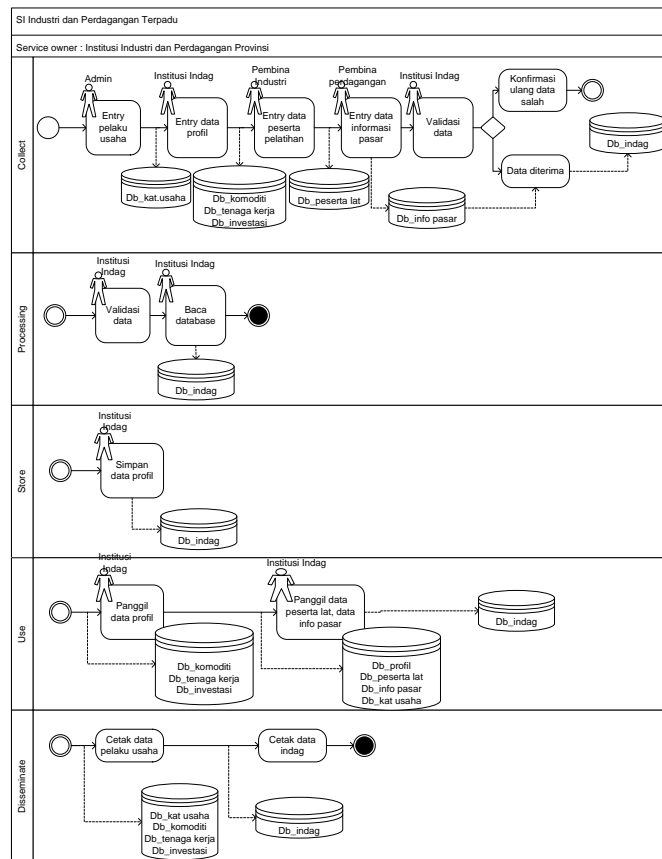 SI Industri dan Perdagangan Terpadu
Service owner : Institusi Industri dan Perdagangan Provinsi
Collect
Admin
Entry
pelaku
usaha
Institusi Indag
Entry data
profil
Pembina
Industri
Entry data
peserta
pelatihan
Pembina
perdagangan
Entry data
informasi
pasar
Institusi Indag
Validasi
data
Konfirmasi
ulang data
salah
Data diterima
Db_indag
Db_kat.usaha
Db_komoditi
Db_tenaga kerja
Db_investasi
Db_peserta lat
Db_info pasar
Processing
Institusi
Indag
Validasi
data
Institusi Indag
Baca
database
Db_indag
Store
Institusi
Indag
Simpan
data profil
Db_indag
Use
Institusi
Indag
Panggil
data profil
Institusi Indag
Panggil data
peserta lat, data
info pasar
Db_indag
Db_komoditi
Db_tenaga kerja
Db_investasi
Db_profil
Db_peserta lat
Db_info pasar
Db_kat usaha
Disseminate
Cetak data
pelaku usaha
Cetak data
indag
Db_kat usaha
Db_komoditi
Db_tenaga kerja
Db_investasi
Db_indag